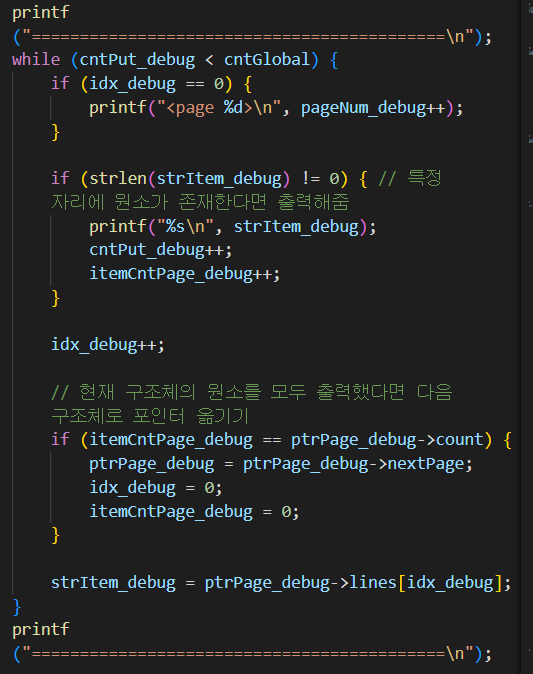 printf
("===========================================\n");
while (cntPut_debug < cntGlobal) {
if (idx_debug == 0) {
printf("<page %d>\n", pageNum_debug++);
}
if (strlen(strItem_debug) != 0) { // 특정
자리에 원소가 존재한다면 출력해줌
printf("%s\n", strItem_debug);
cntPut_debug++;
itemCntPage_debug++;
}
idx_debug++;
// 현재 구조체의 원소를 모두 출력했다면 다음
구조체로 포인터 옮기기
if (itemCntPage_debug == ptrPage_debug->count) {
ptrPage_debug = ptrPage_debug->nextPage;
idx_debug = 0;
itemCntPage_debug = 0;
}
strItem_debug = ptrPage_debug->lines[idx_debug];
}
printf
("===========================================\n");